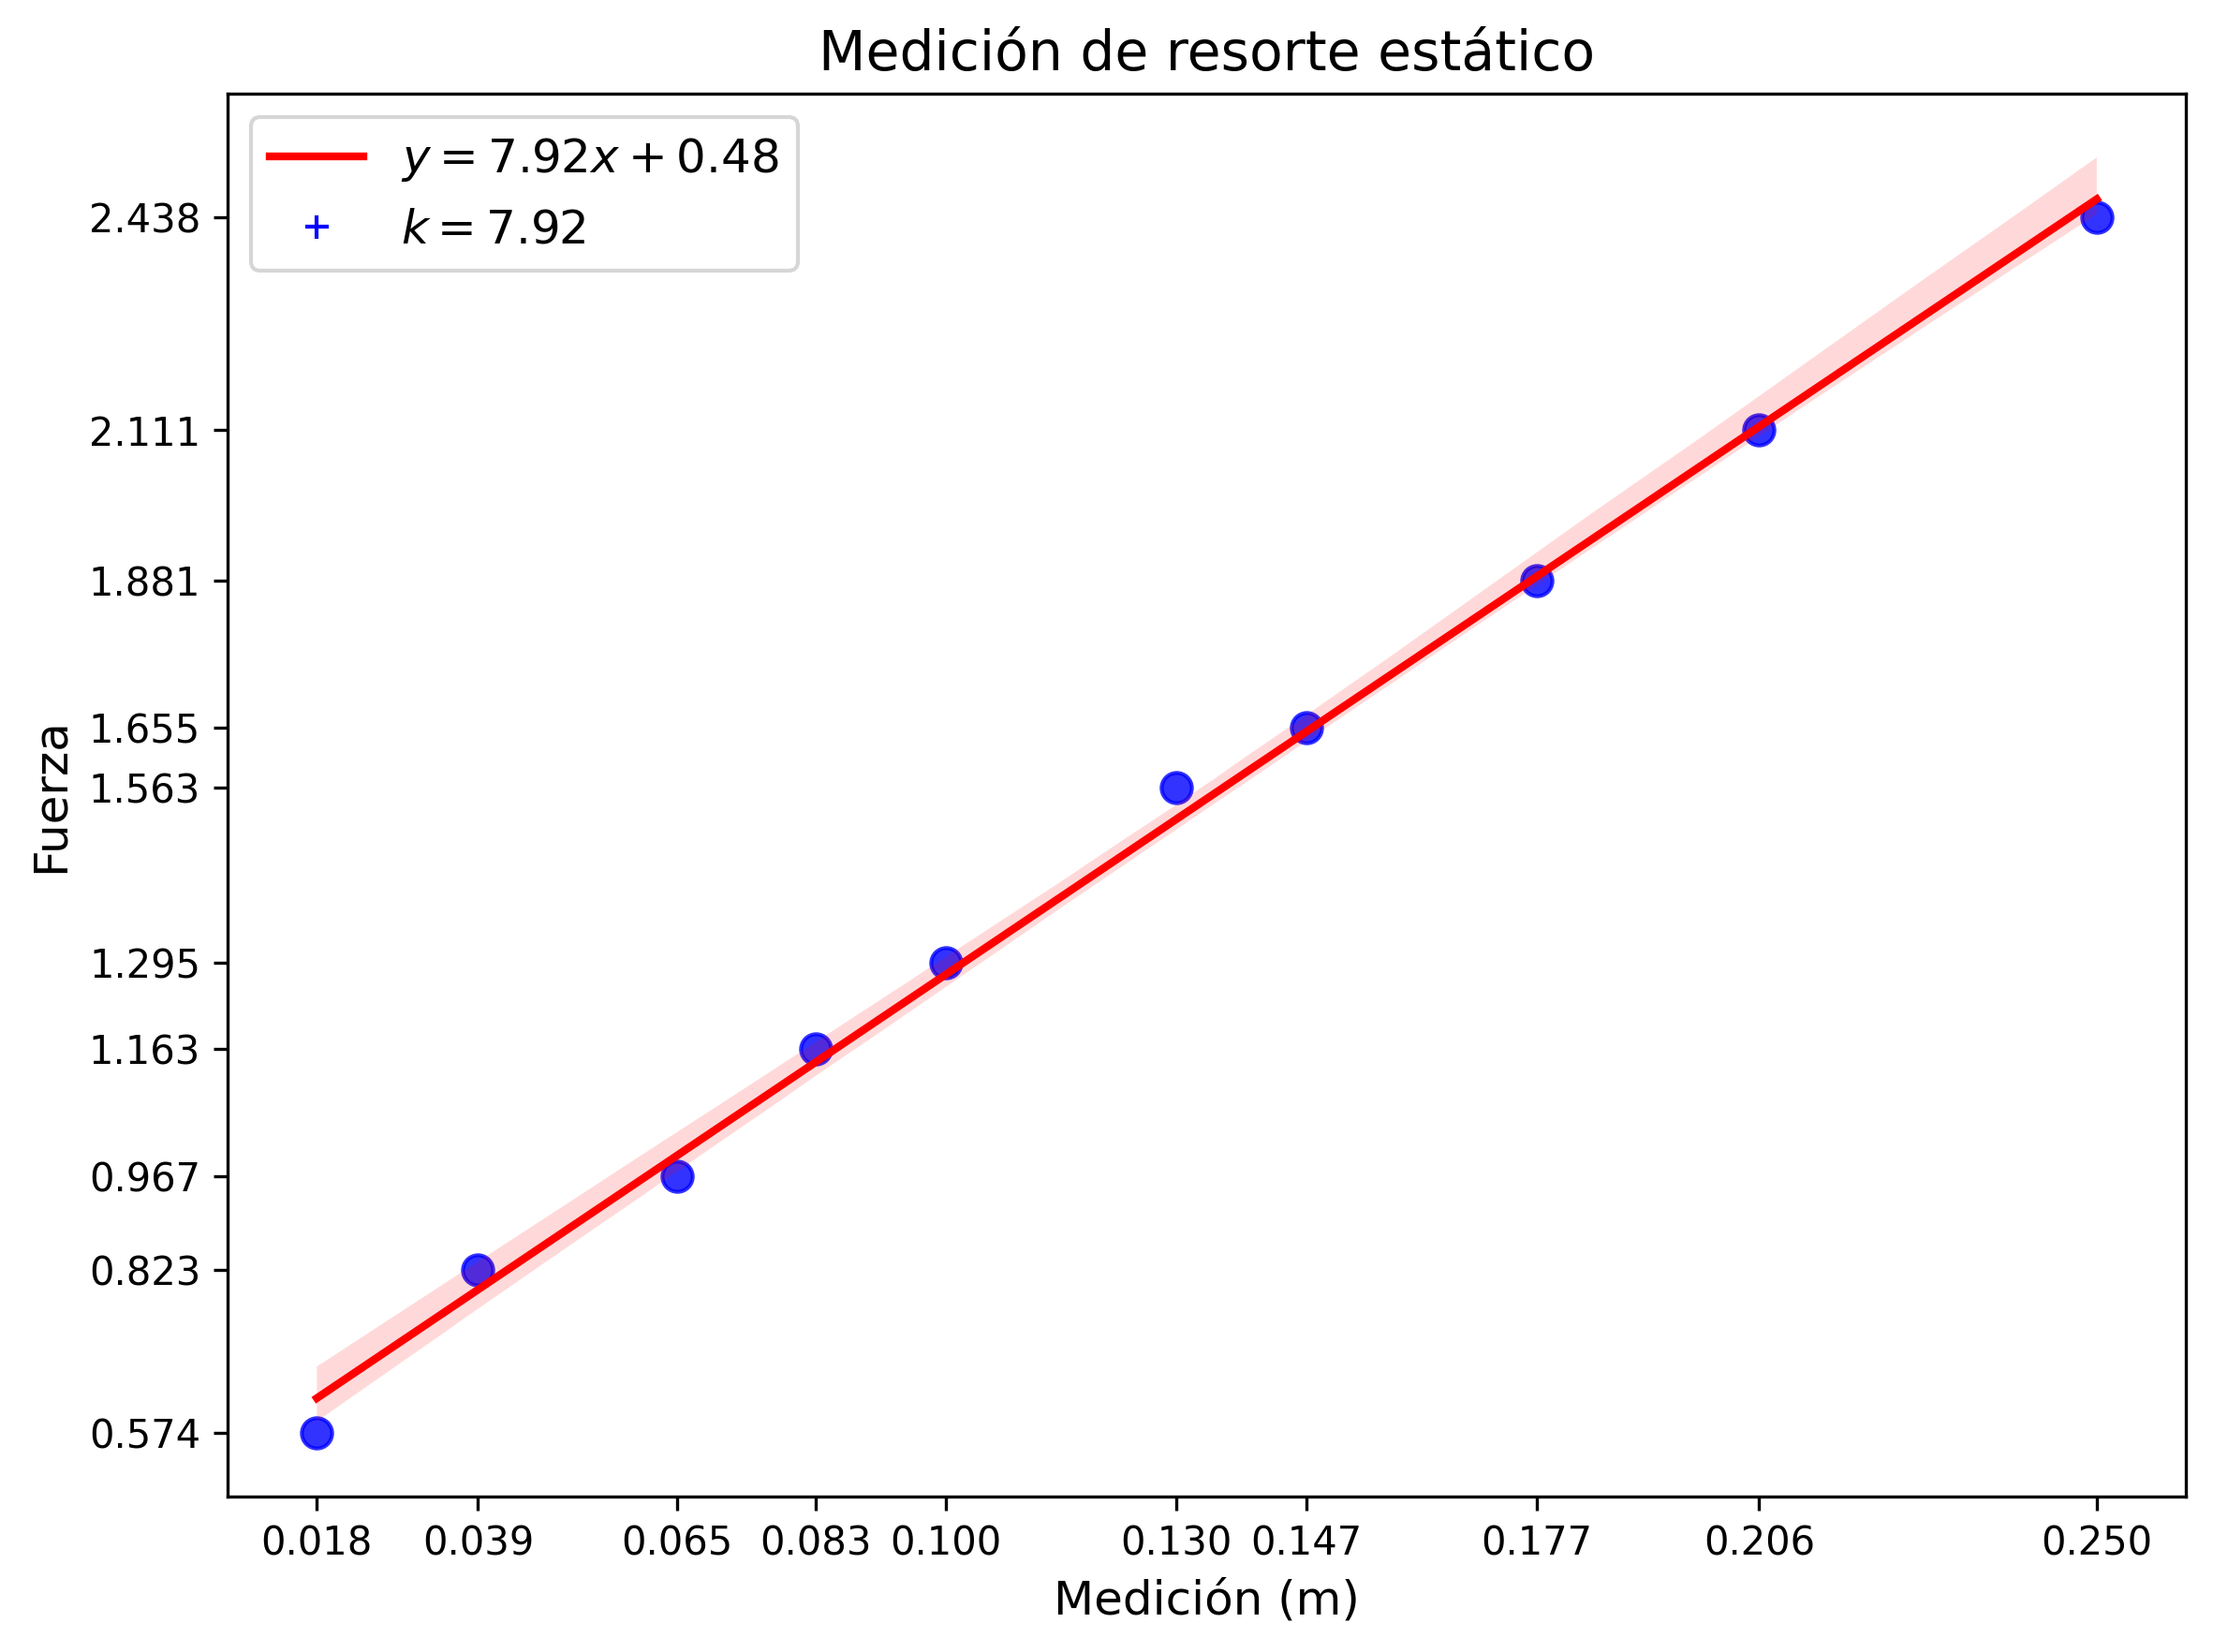 Medición de resorte estático
y = 7.92x + 0.48
k = 7.92
2.438
2.111
1.881
1.655
1.563
1.295
1.163
0.967
0.823
0.574
Fuerza
0.018 0.039 0.065 0.083 0.100 0.130 0.147 0.177 0.206 0.250
Medición (m)